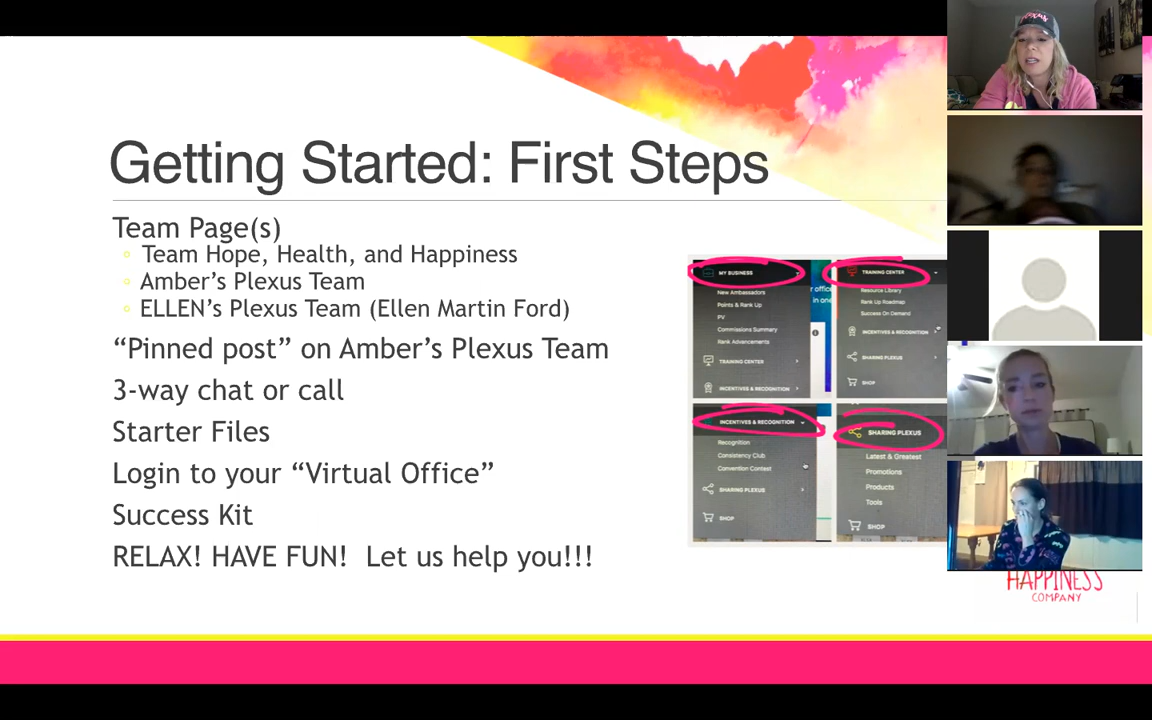 Getting Started: First Steps
Team Page(s)
Team Hope, Health, and Happiness
Amber’s Plexus Team
ELLEN’s Plexus Team (Ellen Martin Ford)
“Pinned post” on Amber’s Plexus Team
3-way chat or call
Starter Files
Login to your “Virtual Office”
Success Kit
RELAX! HAVE FUN!  Let us help you!!!
MY BUSINESS
New Ambassadors
Points & Rank Up
PV
Commissions Summary
Rank Advancements
TRAINING CENTER
INCENTIVES & RECOGNITION
TRAINING CENTER
Resource Library
Rank Up Roadmap
Success On Demand
INCENTIVES & RECOGNITION
SHARING PLEXUS
SHOP
INCENTIVES & RECOGNITION
Recognition
Consistency Club
Convention Contest
SHARING PLEXUS
SHOP
SHARING PLEXUS
Latest & Greatest
Promotions
Products
Tools
SHOP
HAPPINESS
COMPANY